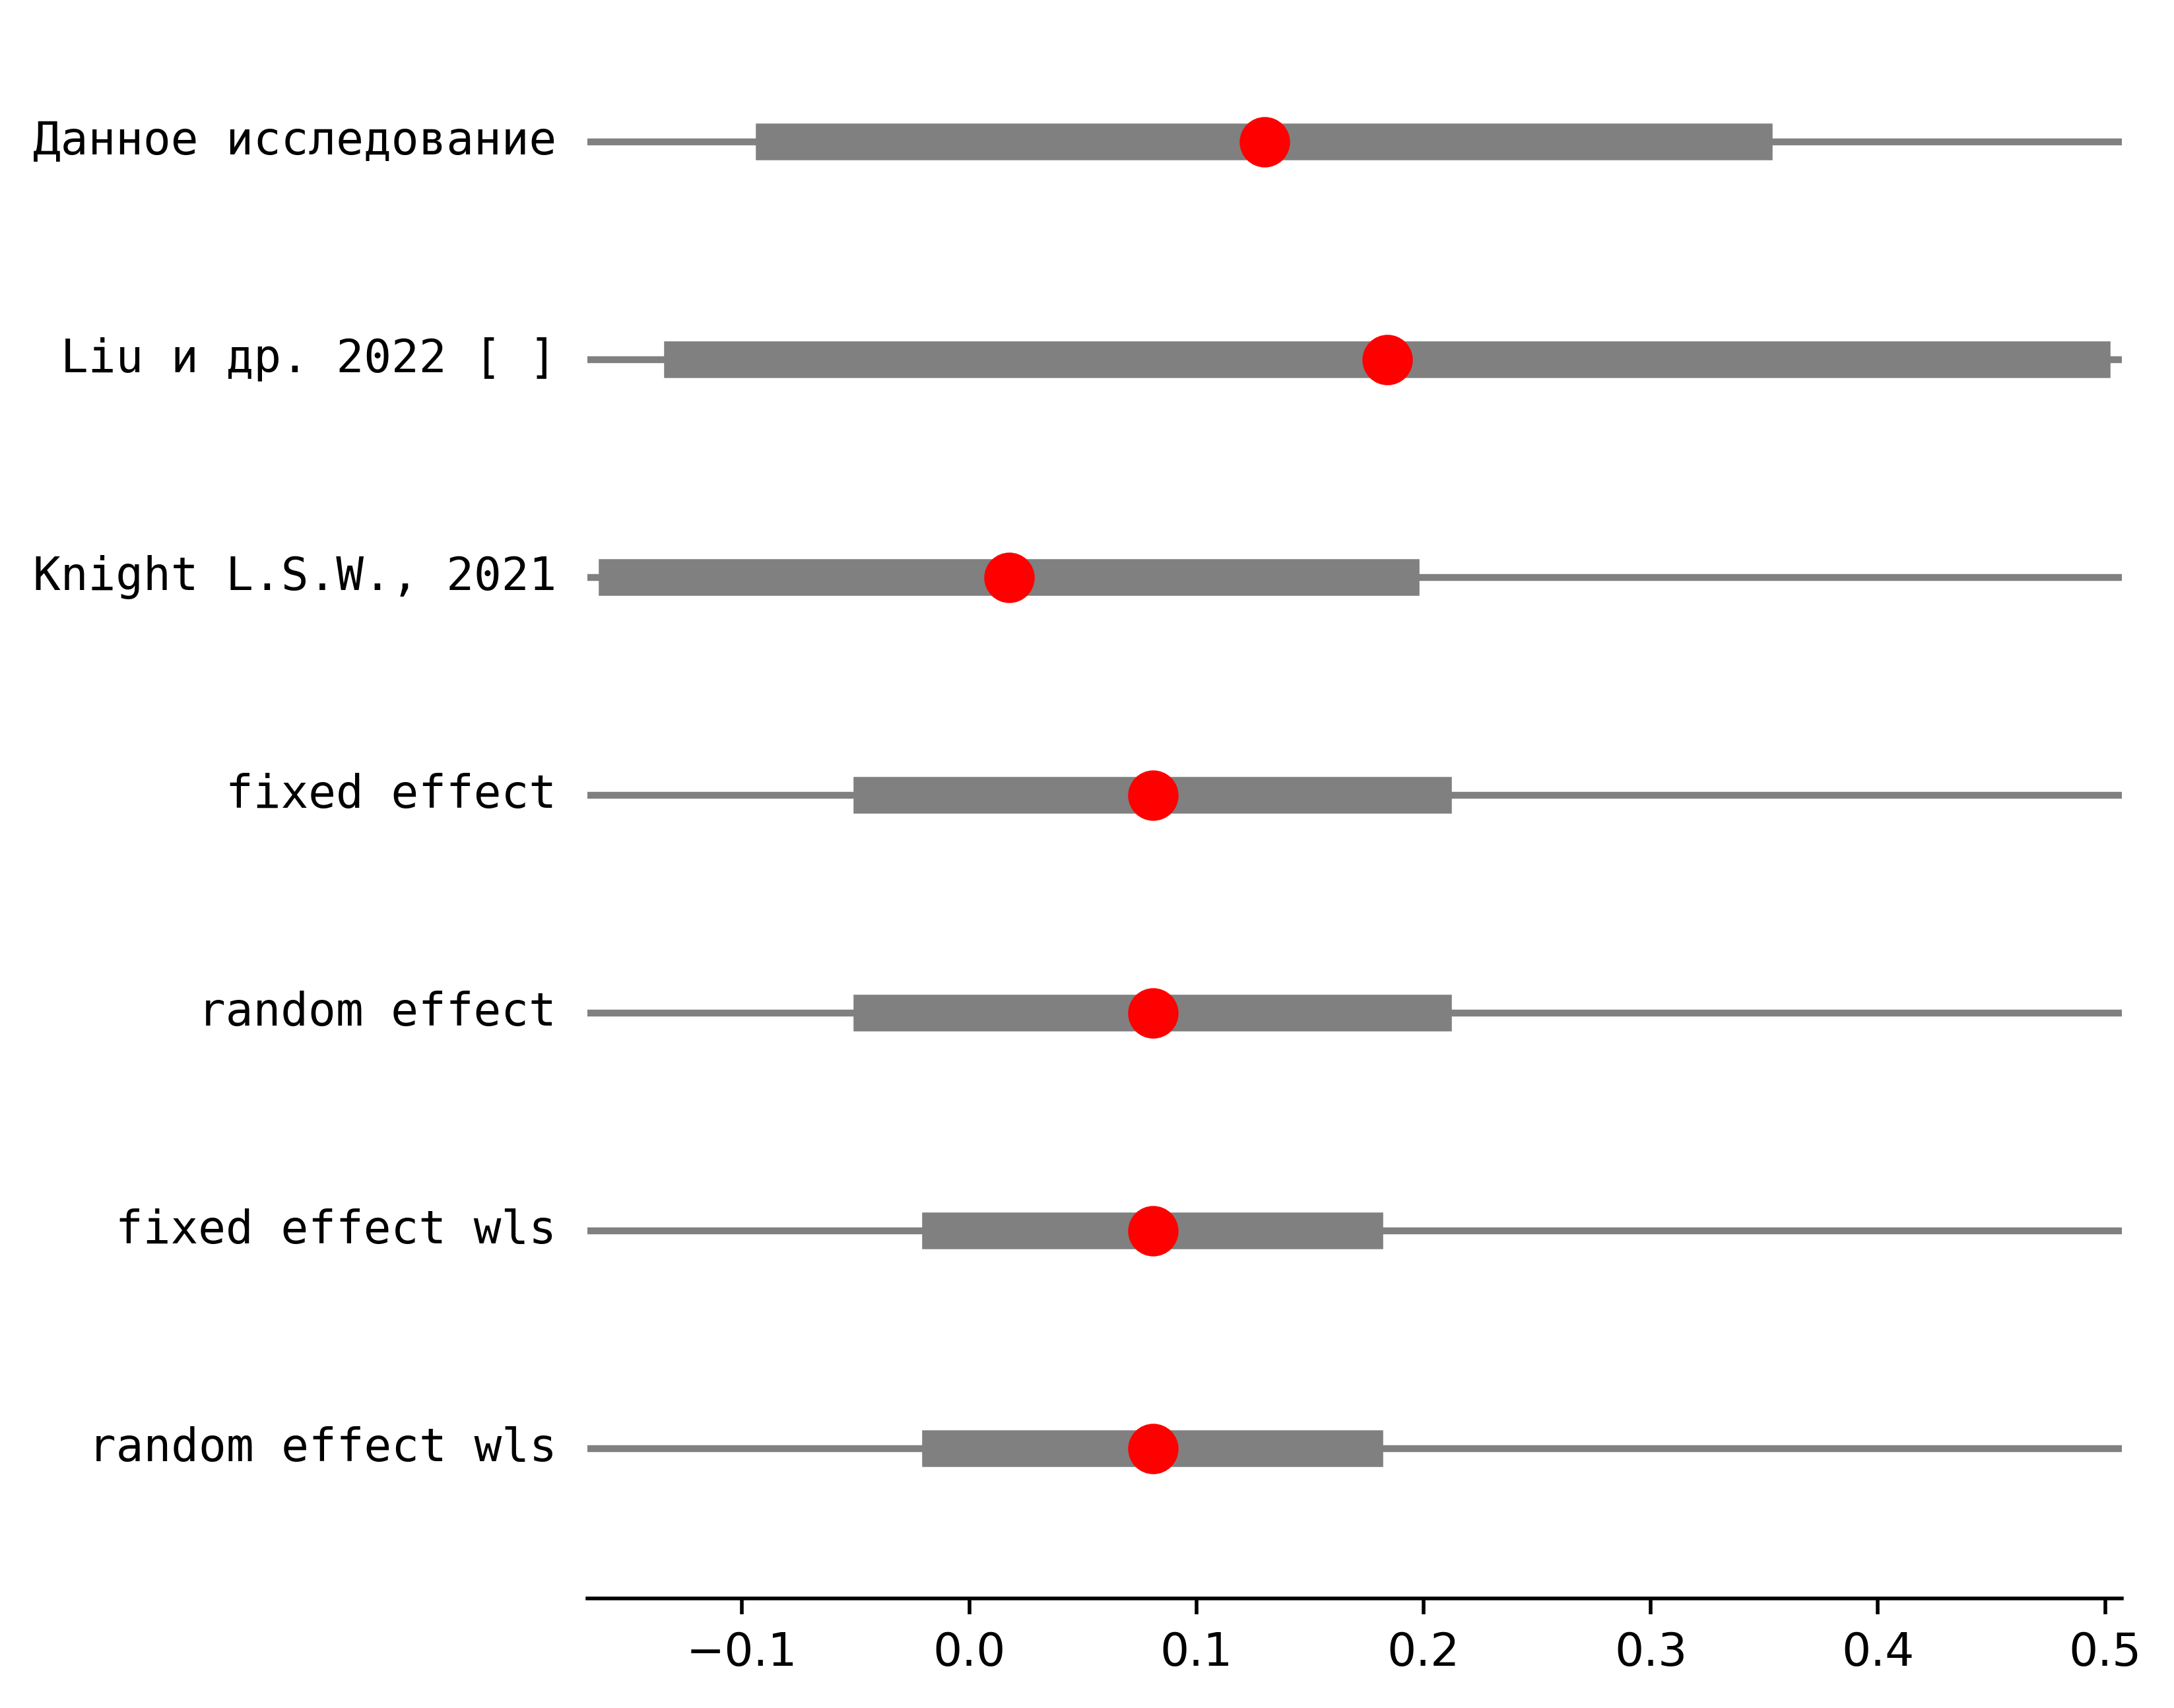 Данное исследование
Liu и др. 2022 [ ]
Knight L.S.W., 2021
fixed effect
random effect
fixed effect wls
random effect wls
−0.1 0.0 0.1 0.2 0.3 0.4 0.5